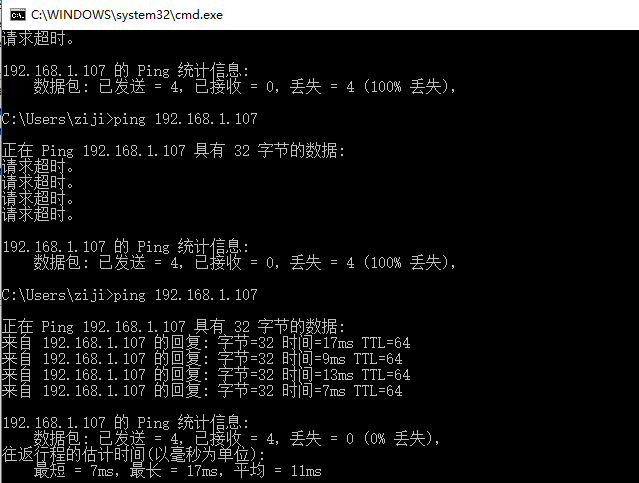 C:\WINDOWS\system32\cmd.exe
请求超时。
192.168.1.107 的 Ping 统计信息:
    数据包: 已发送 = 4，已接收 = 0，丢失 = 4 (100% 丢失)，
C:\Users\ziji>ping 192.168.1.107
正在 Ping 192.168.1.107 具有 32 字节的数据:
请求超时。
请求超时。
请求超时。
请求超时。
192.168.1.107 的 Ping 统计信息:
    数据包: 已发送 = 4，已接收 = 0，丢失 = 4 (100% 丢失)，
C:\Users\ziji>ping 192.168.1.107
正在 Ping 192.168.1.107 具有 32 字节的数据:
来自 192.168.1.107 的回复: 字节=32 时间=17ms TTL=64
来自 192.168.1.107 的回复: 字节=32 时间=9ms TTL=64
来自 192.168.1.107 的回复: 字节=32 时间=13ms TTL=64
来自 192.168.1.107 的回复: 字节=32 时间=7ms TTL=64
192.168.1.107 的 Ping 统计信息:
    数据包: 已发送 = 4，已接收 = 4，丢失 = 0 (0% 丢失)，
往返行程的估计时间(以毫秒为单位):
    最短 = 7ms，最长 = 17ms，平均 = 11ms